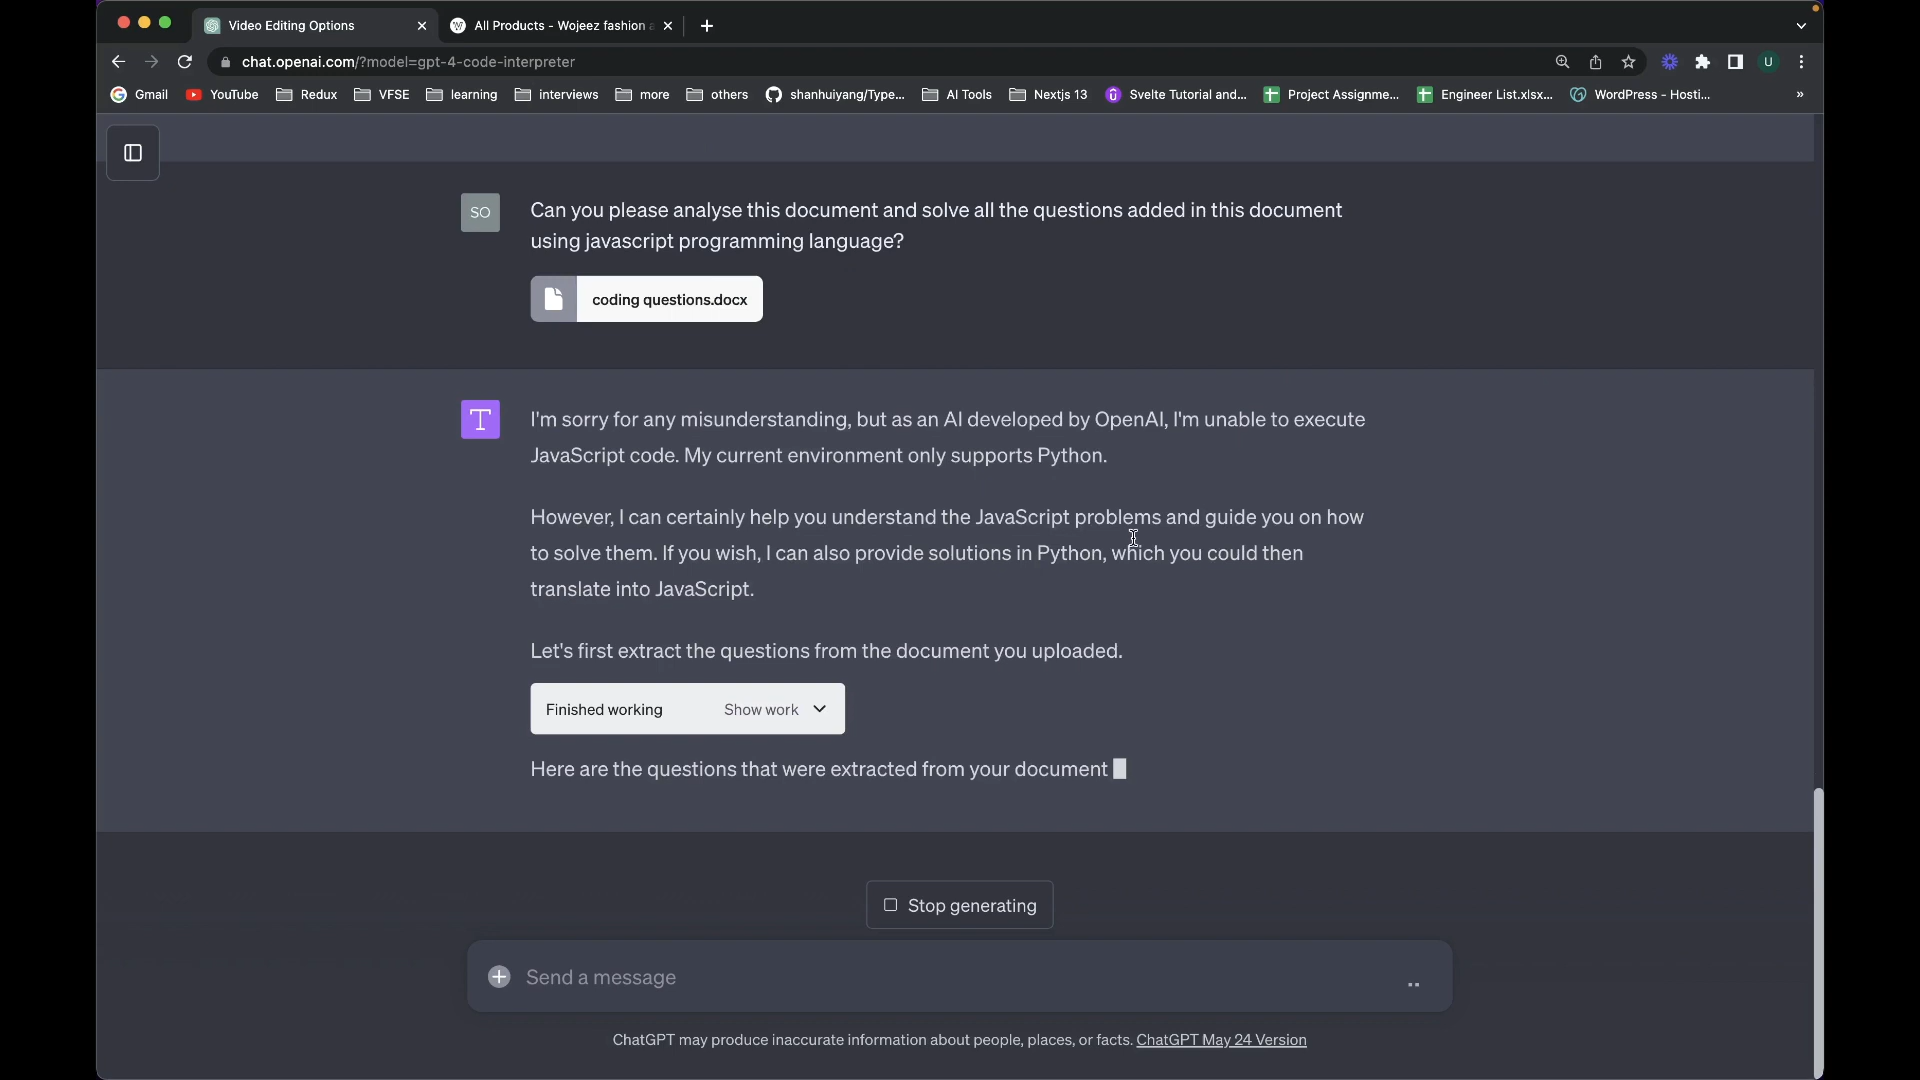 Video Editing Options
All Products - Wojeez fashion a
chat.openai.com/?model=gpt-4-code-interpreter
U
Gmail
YouTube
Redux
VFSE
learning
interviews
more
others
shanhuiyang/Type...
AI Tools
Nextjs 13
Svelte Tutorial and...
Project Assignme...
Engineer List.xlsx...
WordPress - Hosti...
»
SO
Can you please analyse this document and solve all the questions added in this document
using javascript programming language?
coding questions.docx
T
I'm sorry for any misunderstanding, but as an AI developed by OpenAI, I'm unable to execute
JavaScript code. My current environment only supports Python.
However, I can certainly help you understand the JavaScript problems and guide you on how
to solve them. If you wish, I can also provide solutions in Python, which you could then
translate into JavaScript.
Let's first extract the questions from the document you uploaded.
Finished working Show work
Here are the questions that were extracted from your document
Stop generating
Send a message
ChatGPT may produce inaccurate information about people, places, or facts. ChatGPT May 24 Version